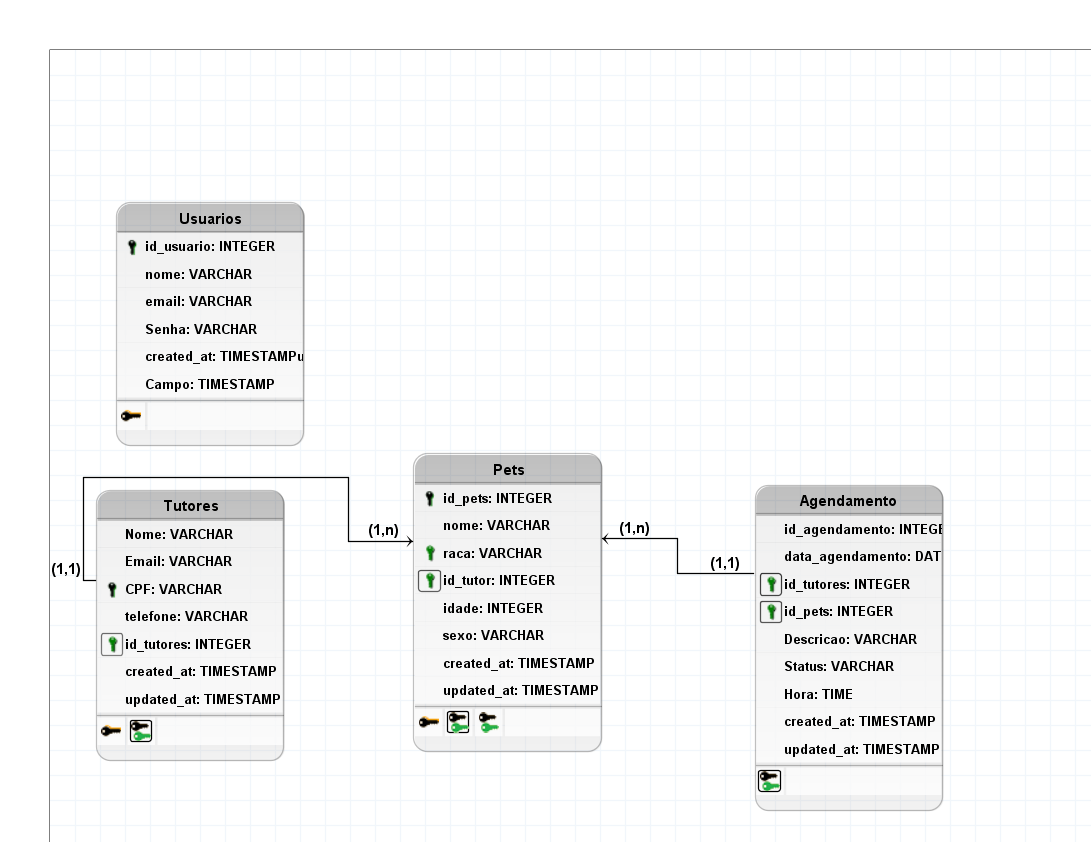 Usuarios
id_usuario: INTEGER
nome: VARCHAR
email: VARCHAR
Senha: VARCHAR
created_at: TIMESTAMPu
Campo: TIMESTAMP
Tutores
Nome: VARCHAR
Email: VARCHAR
CPF: VARCHAR
telefone: VARCHAR
id_tutores: INTEGER
created_at: TIMESTAMP
updated_at: TIMESTAMP
(1,1)
(1,n)
Pets
id_pets: INTEGER
nome: VARCHAR
raca: VARCHAR
id_tutor: INTEGER
idade: INTEGER
sexo: VARCHAR
created_at: TIMESTAMP
updated_at: TIMESTAMP
(1,n)
(1,1)
Agendamento
id_agendamento: INTEGE
data_agendamento: DAT
id_tutores: INTEGER
id_pets: INTEGER
Descricao: VARCHAR
Status: VARCHAR
Hora: TIME
created_at: TIMESTAMP
updated_at: TIMESTAMP